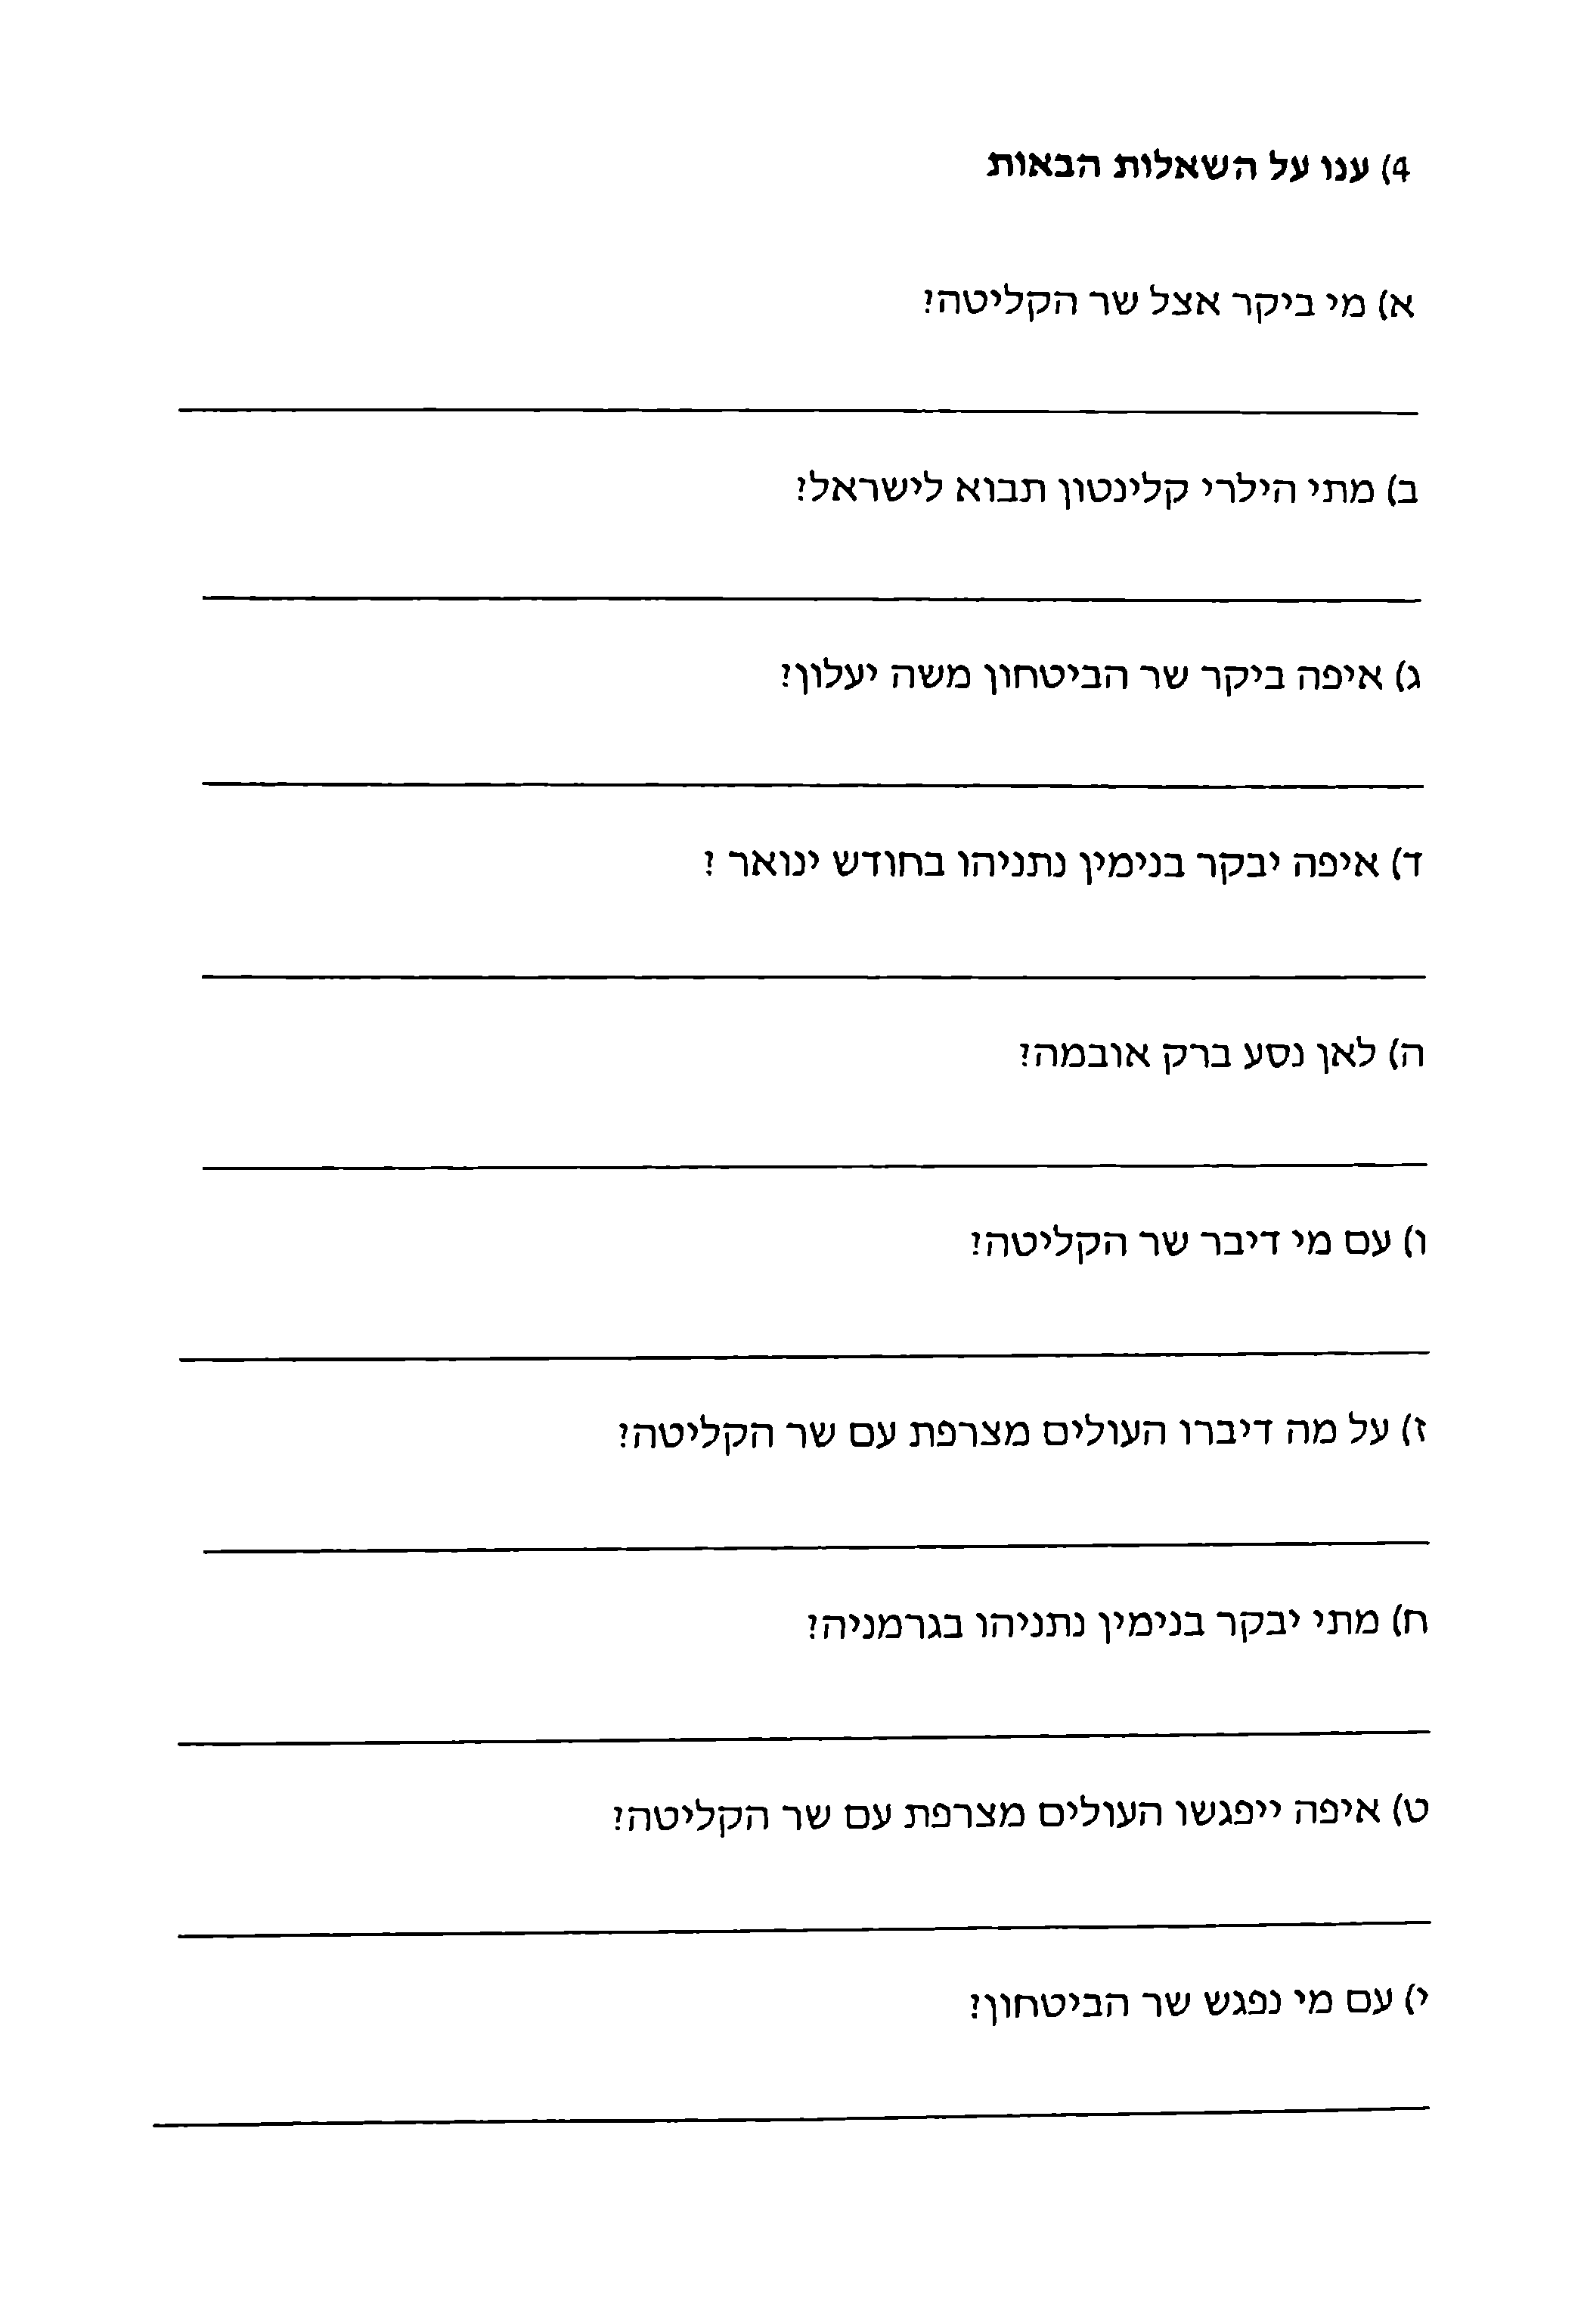 4) ענו על השאלות הבאות
א) מי ביקר אצל שר הקליטה?
ב) מתי הילרי קלינטון תבוא לישראל?
ג) איפה ביקר שר הביטחון משה יעלון?
ד) איפה יבקר בנימין נתניהו בחודש ינואר ?
ה) לאן נסע ברק אובמה?
ו) עם מי דיבר שר הקליטה?
ז) על מה דיברו העולים מצרפת עם שר הקליטה?
ח) מתי יבקר בנימין נתניהו בגרמניה?
ט) איפה ייפגשו העולים מצרפת עם שר הקליטה?
י) עם מי נפגש שר הביטחון?